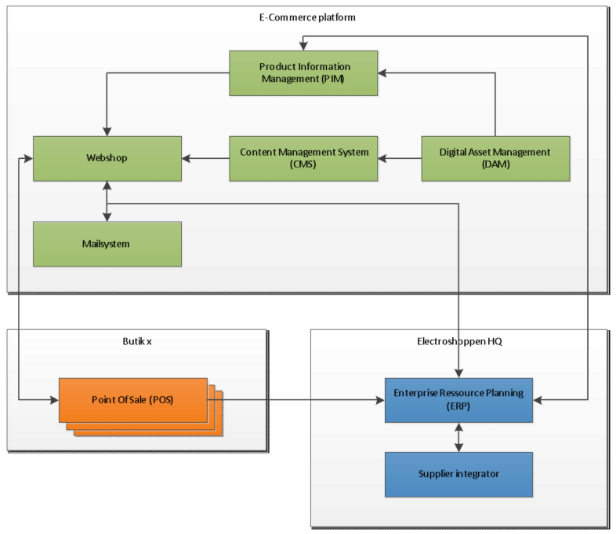 E-Commerce platform
Product Information
Management (PIM)
Webshop
Content Management System
(CMS)
Digital Asset Management
(DAM)
Mailsystem
Butik x
Electroshoppen HQ
Point Of Sale (POS)
Enterprise Ressource Planning
(ERP)
Supplier integrator